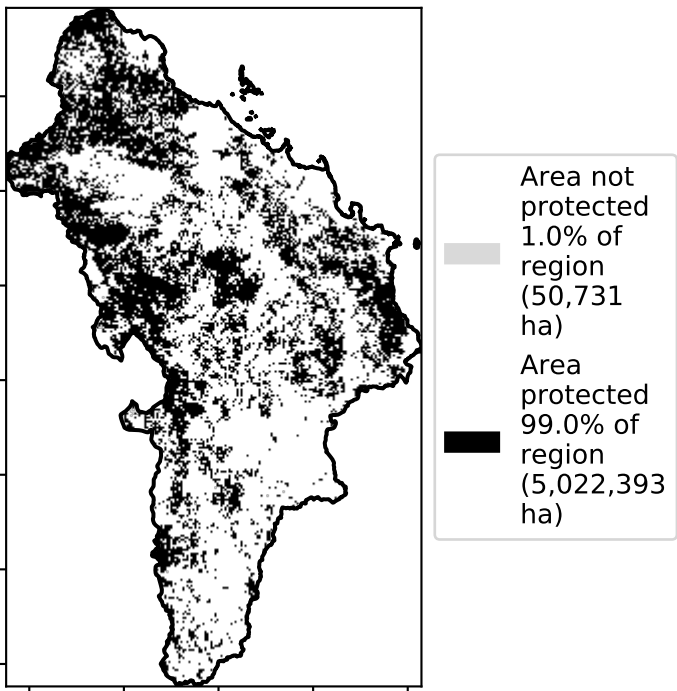 Area not
protected
1.0% of
region
(50,731
ha)
Area
protected
99.0% of
region
(5,022,393
ha)